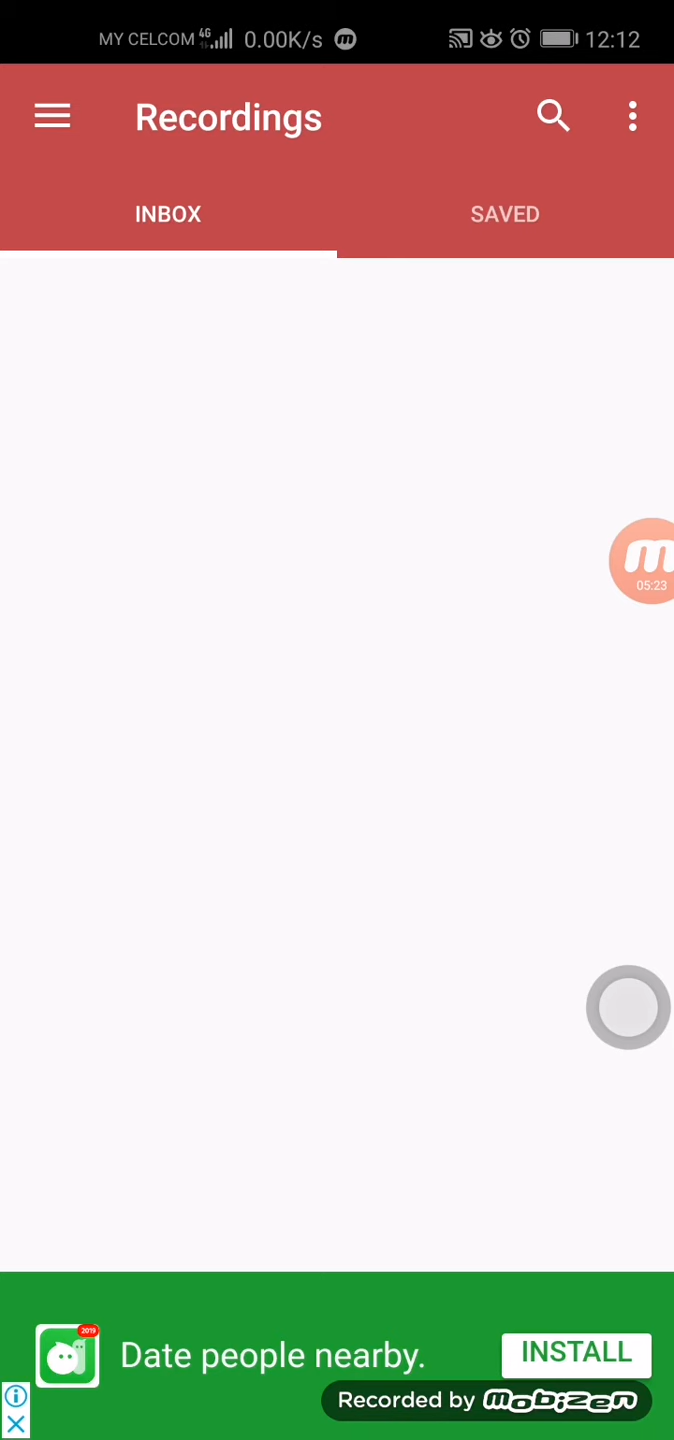 MY CELCOM 4G 0.00K/s m 12:12
Recordings
INBOX SAVED
m
05:23
2019
Date people nearby. INSTALL
Recorded by mobizen